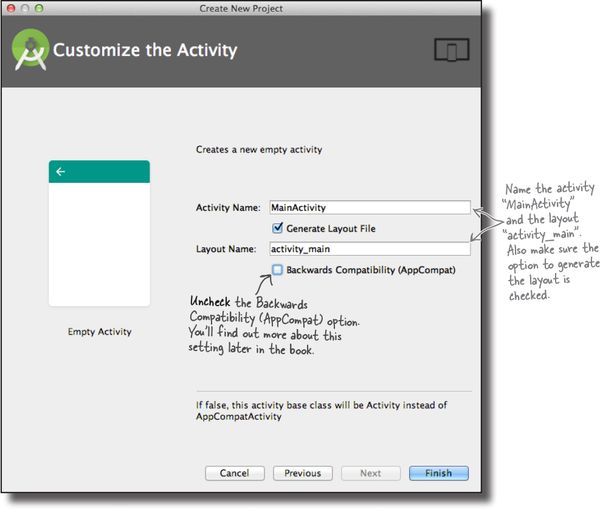 Create New Project
Customize the Activity
Creates a new empty activity
Activity Name: MainActivity
Generate Layout File
Layout Name: activity_main
Backwards Compatibility (AppCompat)
Name the activity
"MainActivity"
and the layout
"activity_main".
Also make sure the
option to generate
the layout is
checked.
Uncheck the Backwards
Compatibility (AppCompat) option.
You'll find out more about this
setting later in the book.
Empty Activity
If false, this activity base class will be Activity instead of
AppCompatActivity
Cancel Previous Next Finish